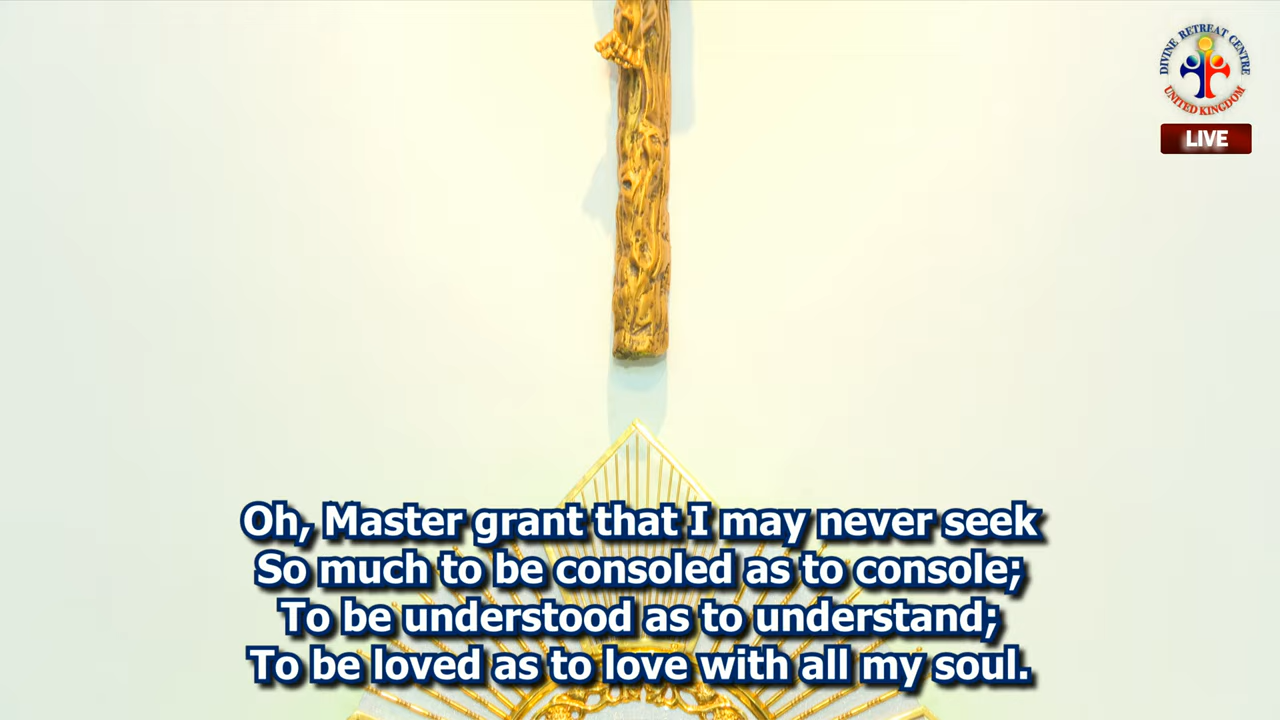 DIVINE RETREAT CENTRE
UNITED KINGDOM
LIVE
Oh, Master grant that I may never seek
So much to be consoled as to console;
To be understood as to understand;
To be loved as to love with all my soul.